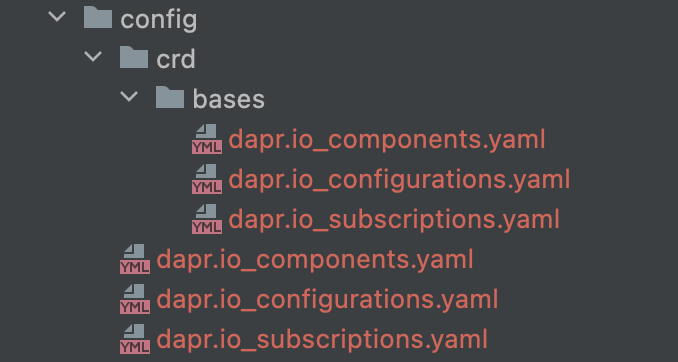 config
crd
bases
YML dapr.io_components.yaml
YML dapr.io_configurations.yaml
YML dapr.io_subscriptions.yaml
YML dapr.io_components.yaml
YML dapr.io_configurations.yaml
YML dapr.io_subscriptions.yaml